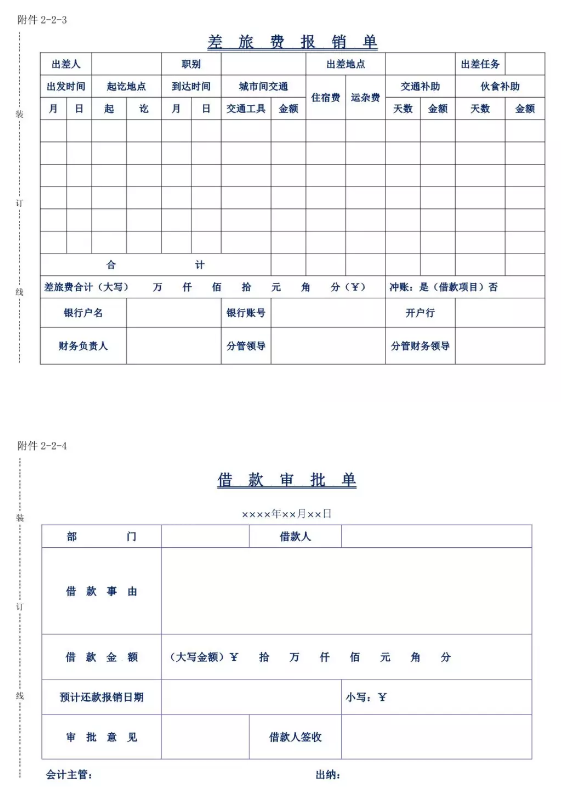 附件2-2-3
差 旅 费 报 销 单
出差人 职别 出差地点 出差任务
出发时间 起讫地点 到达时间 城市间交通 住宿费 运杂费 交通补助 伙食补助
月 日 起 讫 月 日 交通工具 金额 天数 金额 天数 金额
装
订
线
合 计
差旅费合计（大写） 万 仟 佰 拾 元 角 分（¥） 冲账：是（借款项目）否
银行户名 银行账号 开户行
财务负责人 分管领导 分管财务领导
附件2-2-4
借 款 审 批 单
××××年××月××日
装
订
线
部 门 借款人
借 款 事 由
借 款 金 额 （大写金额）¥ 拾 万 仟 佰 元 角 分
预计还款报销日期 小写：¥
审 批 意 见 借款人签收
会计主管： 出纳：